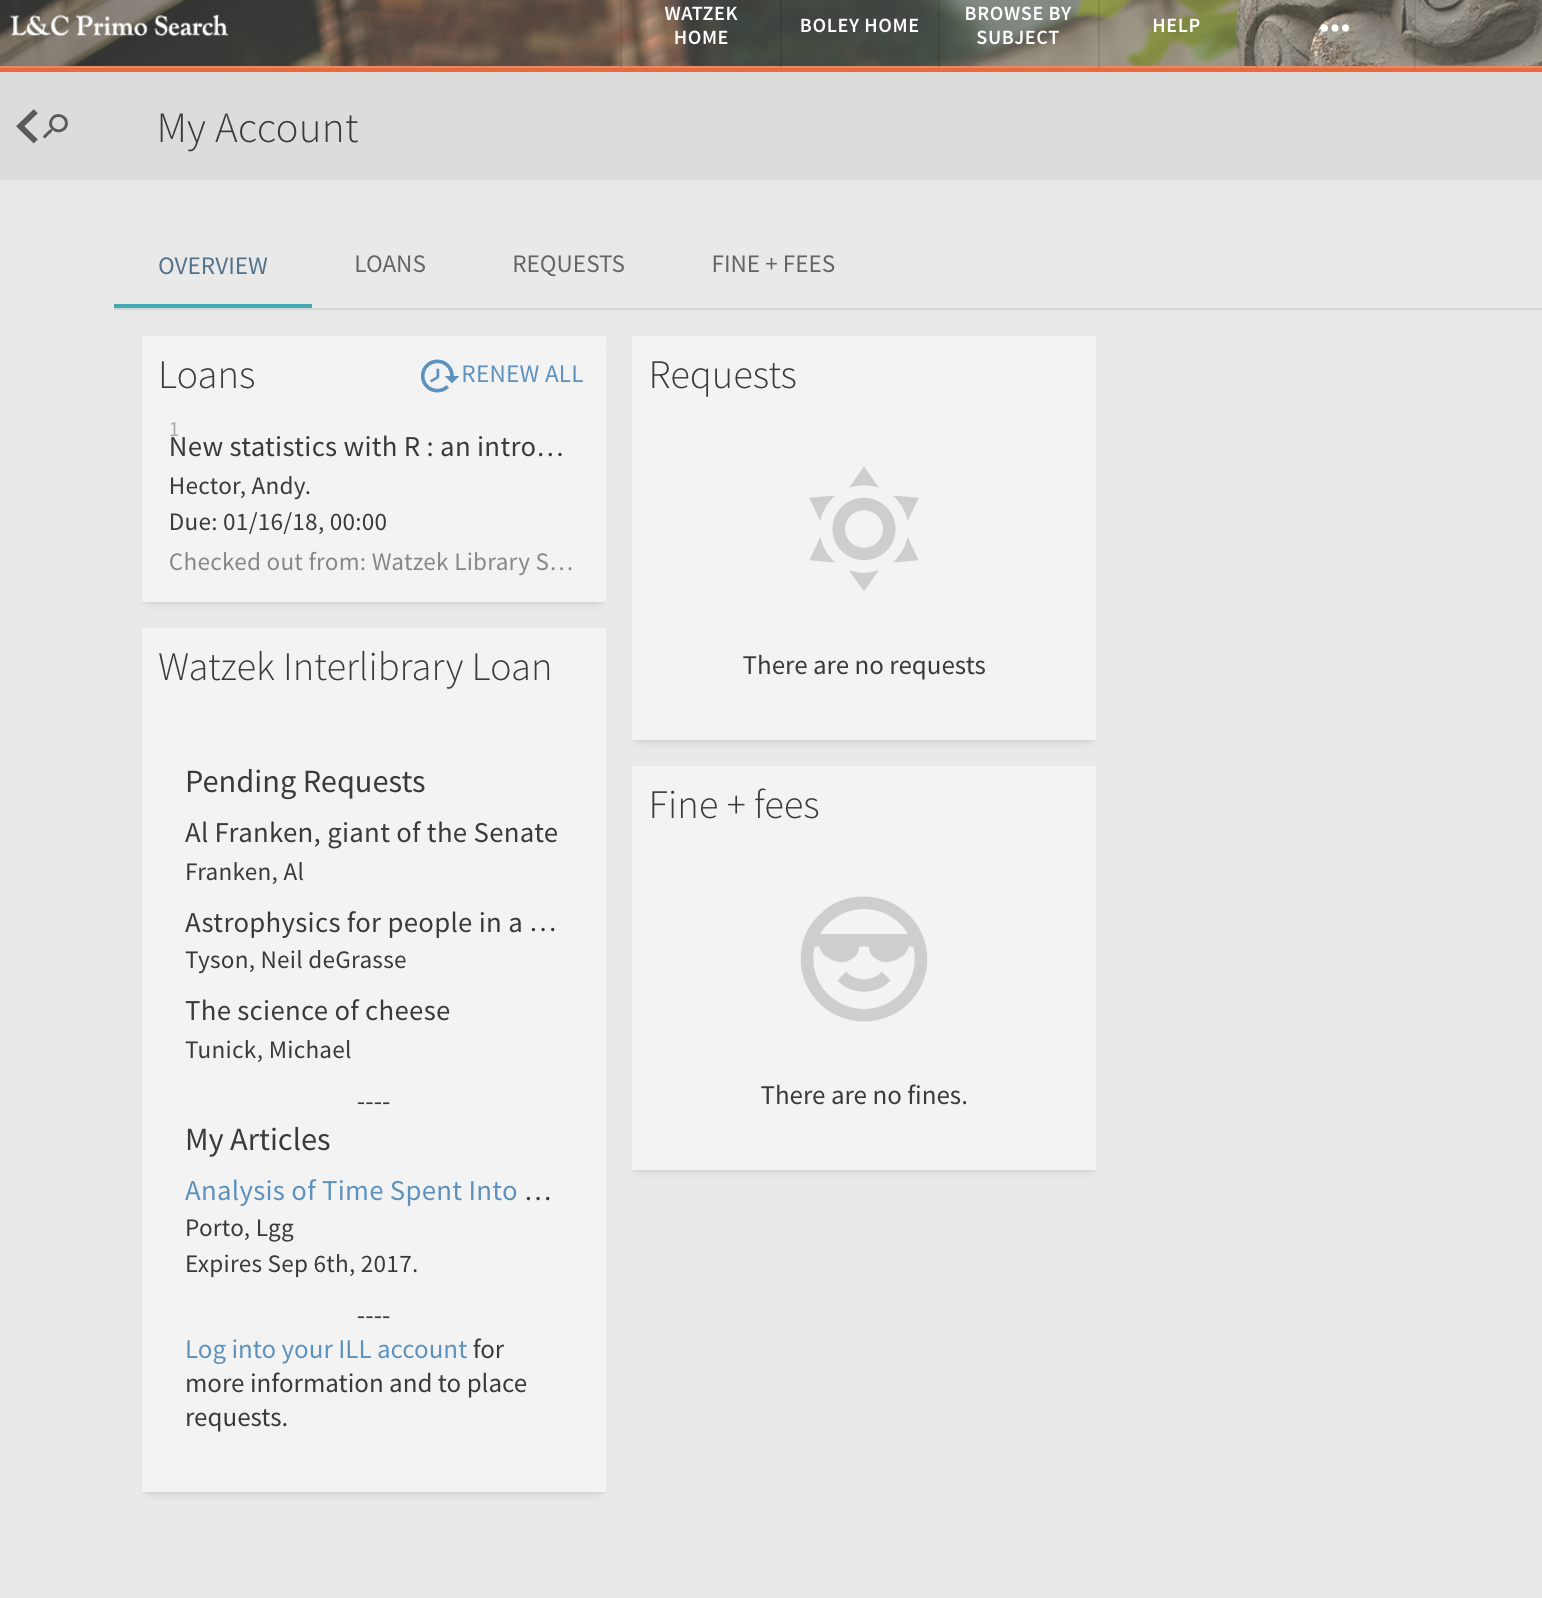 L&C Primo Search
WATZEK
HOME
BOLEY HOME
BROWSE BY
SUBJECT
HELP
My Account
OVERVIEW
LOANS
REQUESTS
FINE + FEES
Loans
RENEW ALL
1
New statistics with R : an intro...
Hector, Andy.
Due: 01/16/18, 00:00
Checked out from: Watzek Library S...
Watzek Interlibrary Loan
Pending Requests
Al Franken, giant of the Senate
Franken, Al
Astrophysics for people in a ...
Tyson, Neil deGrasse
The science of cheese
Tunick, Michael
----
My Articles
Analysis of Time Spent Into ...
Porto, Lgg
Expires Sep 6th, 2017.
----
Log into your ILL account for
more information and to place
requests.
Requests
There are no requests
Fine + fees
There are no fines.